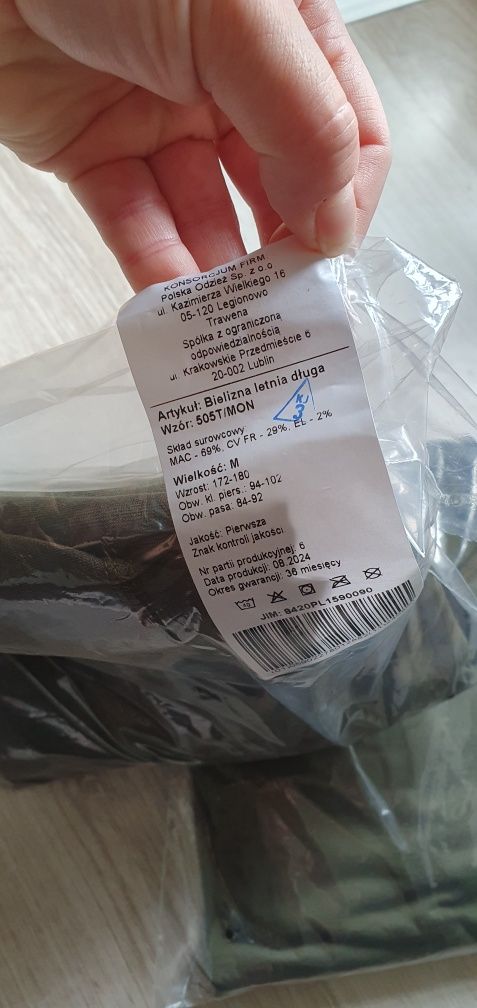 KONSORCJUM FIRM
Polska Odzież Sp. z o.o
ul. Kazimierza Wielkiego 16
05-120 Legionowo
Trawena
Spółka z ograniczoną
odpowiedzialnością
ul. Krakowskie Przedmieście 6
20-002 Lublin
Artykuł: Bielizna letnia długa
Wzór: 505T/MON
Skład surowcowy
MAC - 69%, CV FR - 29%, EL - 2%
Wielkość: M
Wzrost: 172-180
Obw. kl. piers.: 94-102
Obw. pasa: 84-92
Jakość: Pierwsza
Znak kontroli jakości
Nr partii produkcyjnej: 6
Data produkcji: 08.2024
Okres gwarancji: 36 miesięcy
40
JIM: 8420PL1590090